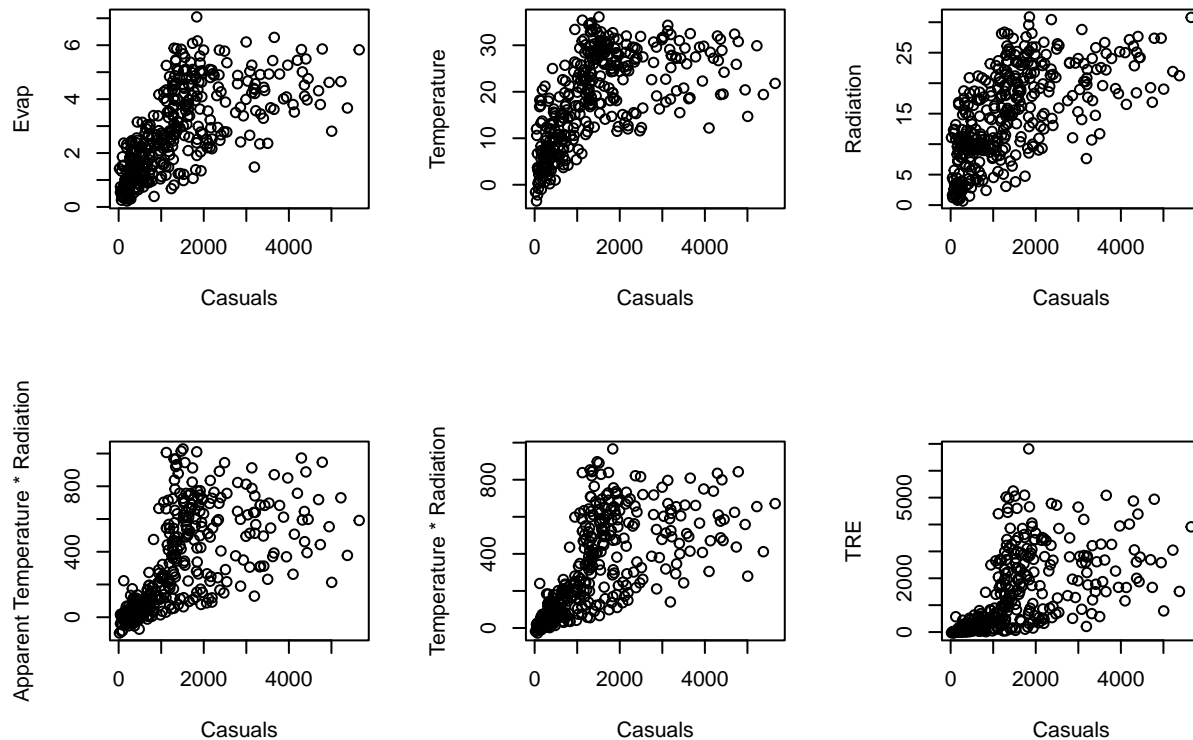 Evap
0 2 4 6
0 2000 4000
Casuals
Temperature
0 10 20 30
0 2000 4000
Casuals
Radiation
0 5 15 25
0 2000 4000
Casuals
Apparent Temperature * Radiation
0 400 800
0 2000 4000
Casuals
Temperature * Radiation
0 400 800
0 2000 4000
Casuals
TRE
0 2000 5000
0 2000 4000
Casuals